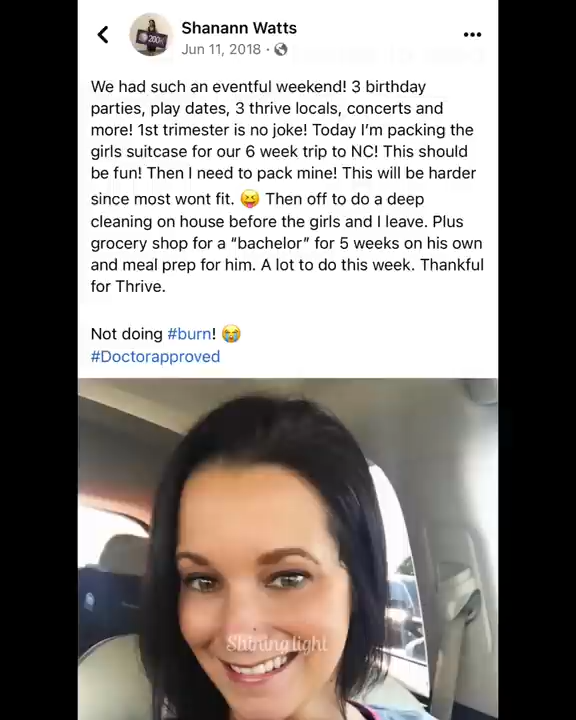 Shanann Watts
Jun 11, 2018 ·
We had such an eventful weekend! 3 birthday
parties, play dates, 3 thrive locals, concerts and
more! 1st trimester is no joke! Today I’m packing the
girls suitcase for our 6 week trip to NC! This should
be fun! Then I need to pack mine! This will be harder
since most wont fit. 😝 Then off to do a deep
cleaning on house before the girls and I leave. Plus
grocery shop for a “bachelor” for 5 weeks on his own
and meal prep for him. A lot to do this week. Thankful
for Thrive.
Not doing #burn! 😭
#Doctorapproved
Shining light